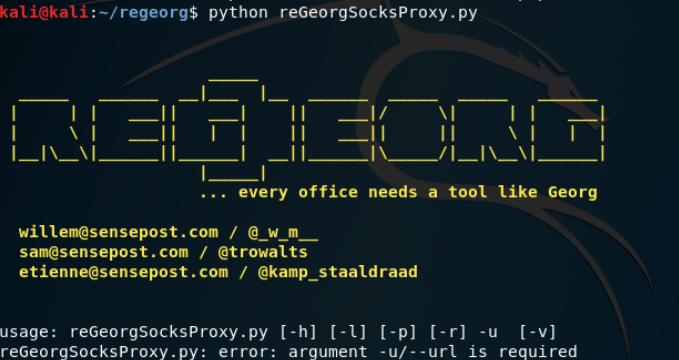 kali@kali:~/regeorg$ python reGeorgSocksProxy.py
REGEORG
... every office needs a tool like Georg
willem@sensepost.com / @_w_m__
sam@sensepost.com / @trowalts
etienne@sensepost.com / @kamp_staaldraad
usage: reGeorgSocksProxy.py [-h] [-l] [-p] [-r] -u [-v]
reGeorgSocksProxy.py: error: argument -u/--url is required